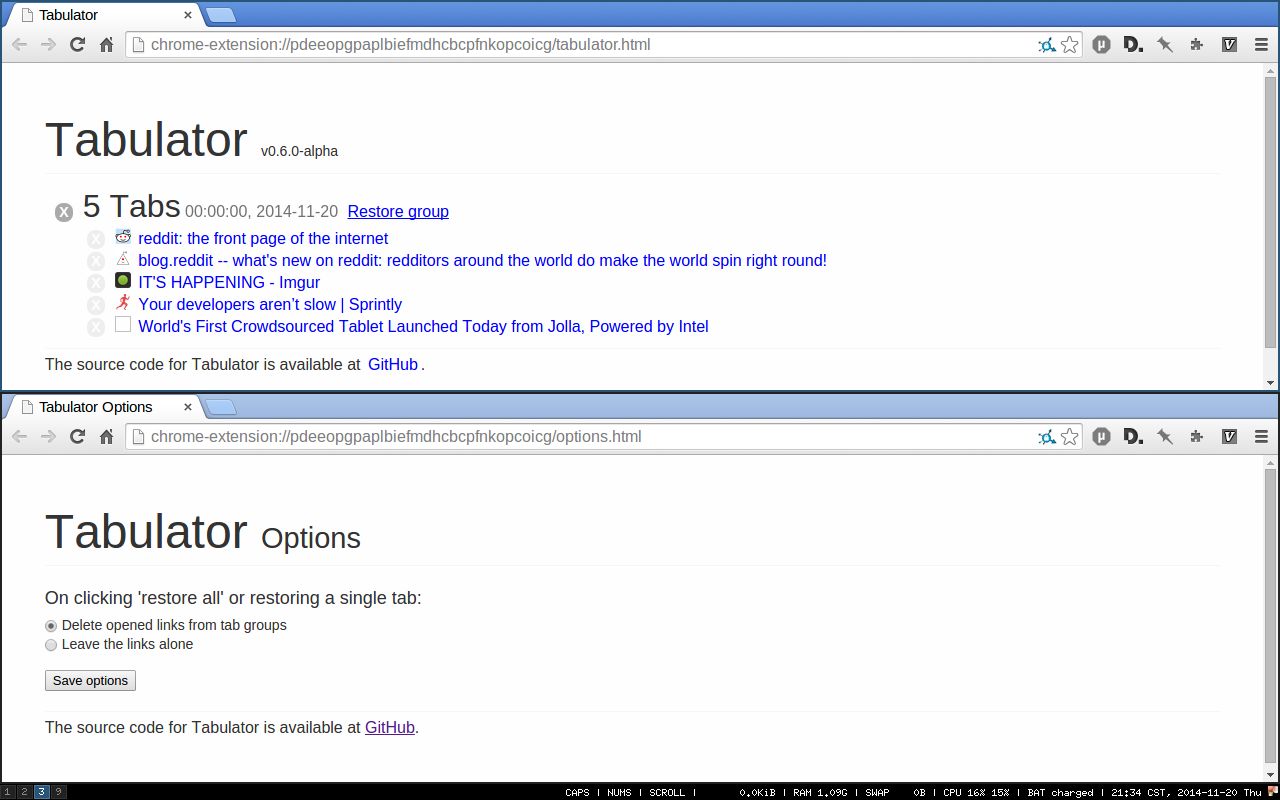 Tabulator
chrome-extension://pdeeopgpaplbiefmdhcbcpfnkopcoicg/tabulator.html
Tabulator v0.6.0-alpha
X 5 Tabs 00:00:00, 2014-11-20 Restore group
X reddit: the front page of the internet
X blog.reddit -- what's new on reddit: redditors around the world do make the world spin right round!
X IT'S HAPPENING - Imgur
X Your developers aren’t slow | Sprintly
X World's First Crowdsourced Tablet Launched Today from Jolla, Powered by Intel
The source code for Tabulator is available at GitHub .
Tabulator Options
chrome-extension://pdeeopgpaplbiefmdhcbcpfnkopcoicg/options.html
Tabulator Options
On clicking 'restore all' or restoring a single tab:
Delete opened links from tab groups
Leave the links alone
Save options
The source code for Tabulator is available at GitHub.
1 2 3 9 CAPS | NUMS | SCROLL | 0.0KiB | RAM 1.09G | SWAP 0B | CPU 16% 15% | BAT charged | 21:34 CST, 2014-11-20 Thu